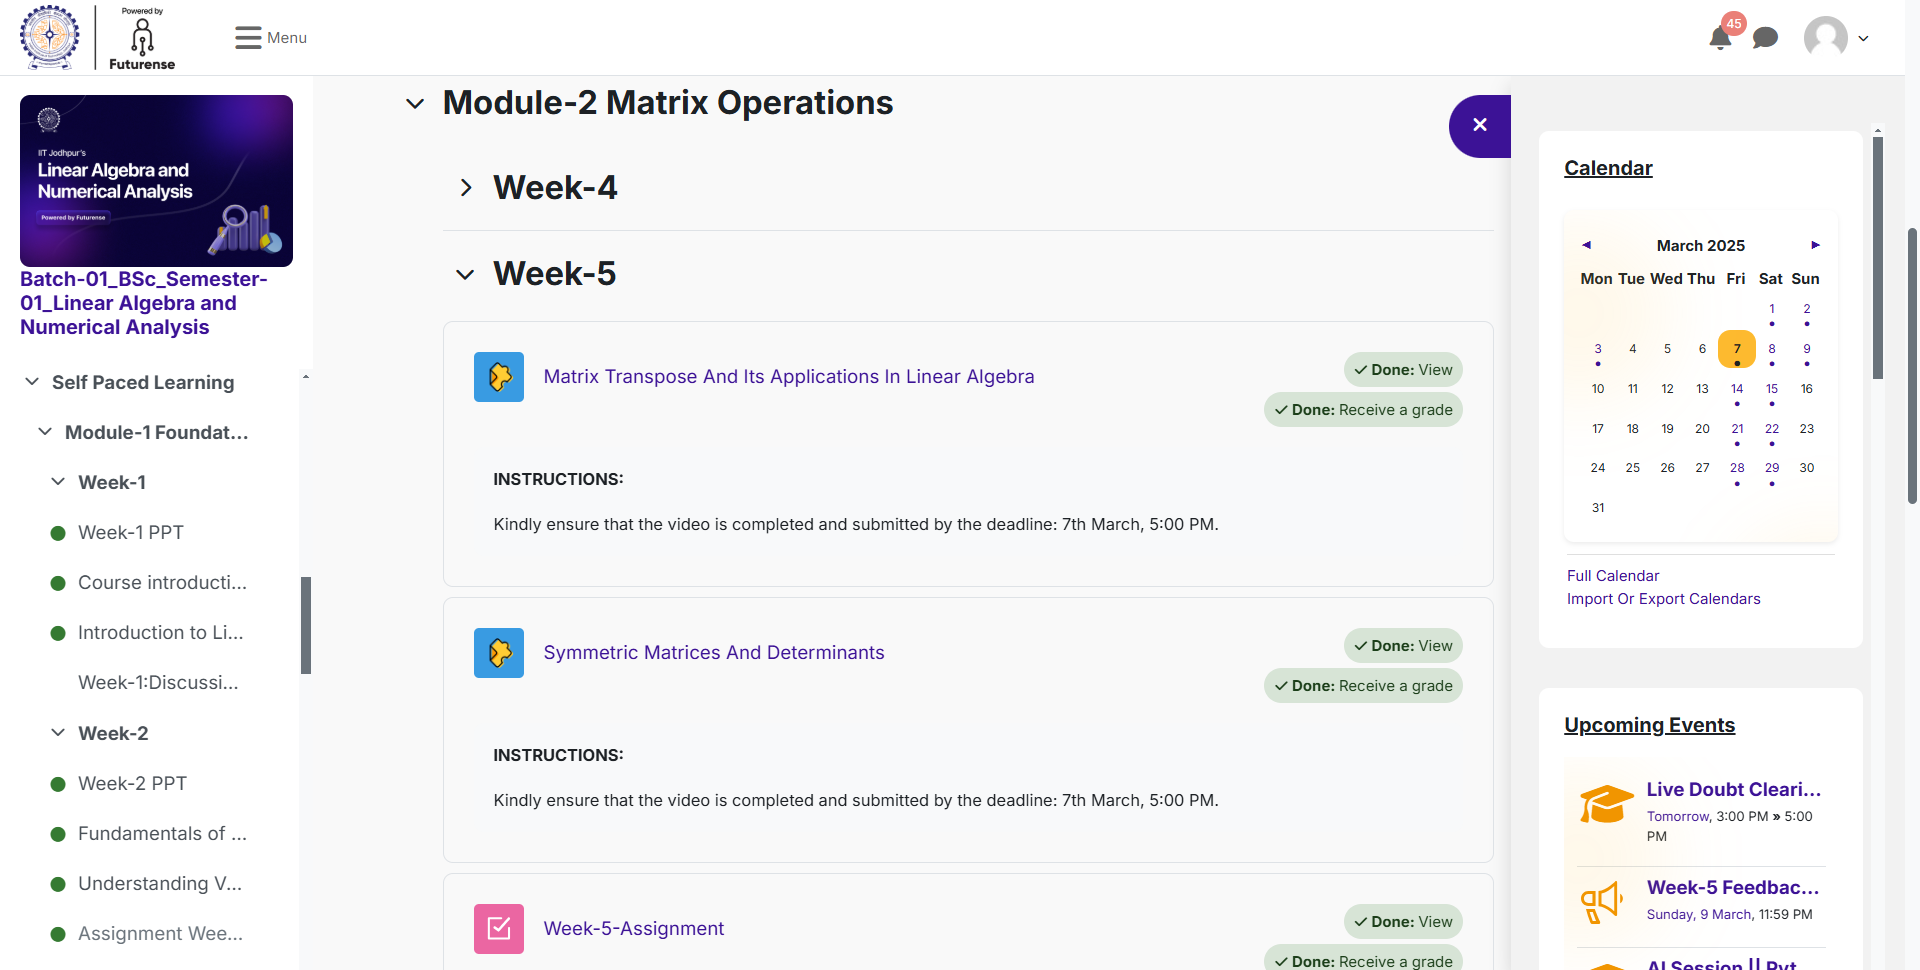 Powered by
Futurense
Menu
45
IIT Jodhpur's
Linear Algebra and
Numerical Analysis
Powered by Futurense
Batch-01_BSc_Semester-
01_Linear Algebra and
Numerical Analysis
Self Paced Learning
Module-1 Foundat...
Week-1
Week-1 PPT
Course introducti...
Introduction to Li...
Week-1:Discussi...
Week-2
Week-2 PPT
Fundamentals of ...
Understanding V...
Assignment Wee...
Module-2 Matrix Operations
Week-4
Week-5
Matrix Transpose And Its Applications In Linear Algebra
Done: View
Done: Receive a grade
INSTRUCTIONS:
Kindly ensure that the video is completed and submitted by the deadline: 7th March, 5:00 PM.
Symmetric Matrices And Determinants
Done: View
Done: Receive a grade
INSTRUCTIONS:
Kindly ensure that the video is completed and submitted by the deadline: 7th March, 5:00 PM.
Week-5-Assignment
Done: View
Done: Receive a grade
Calendar
March 2025
Mon Tue Wed Thu Fri Sat Sun
1 2
3 4 5 6 7 8 9
10 11 12 13 14 15 16
17 18 19 20 21 22 23
24 25 26 27 28 29 30
31
Full Calendar
Import Or Export Calendars
Upcoming Events
Live Doubt Cleari...
Tomorrow, 3:00 PM » 5:00
PM
Week-5 Feedbac...
Sunday, 9 March, 11:59 PM
AI Session || Pyt...